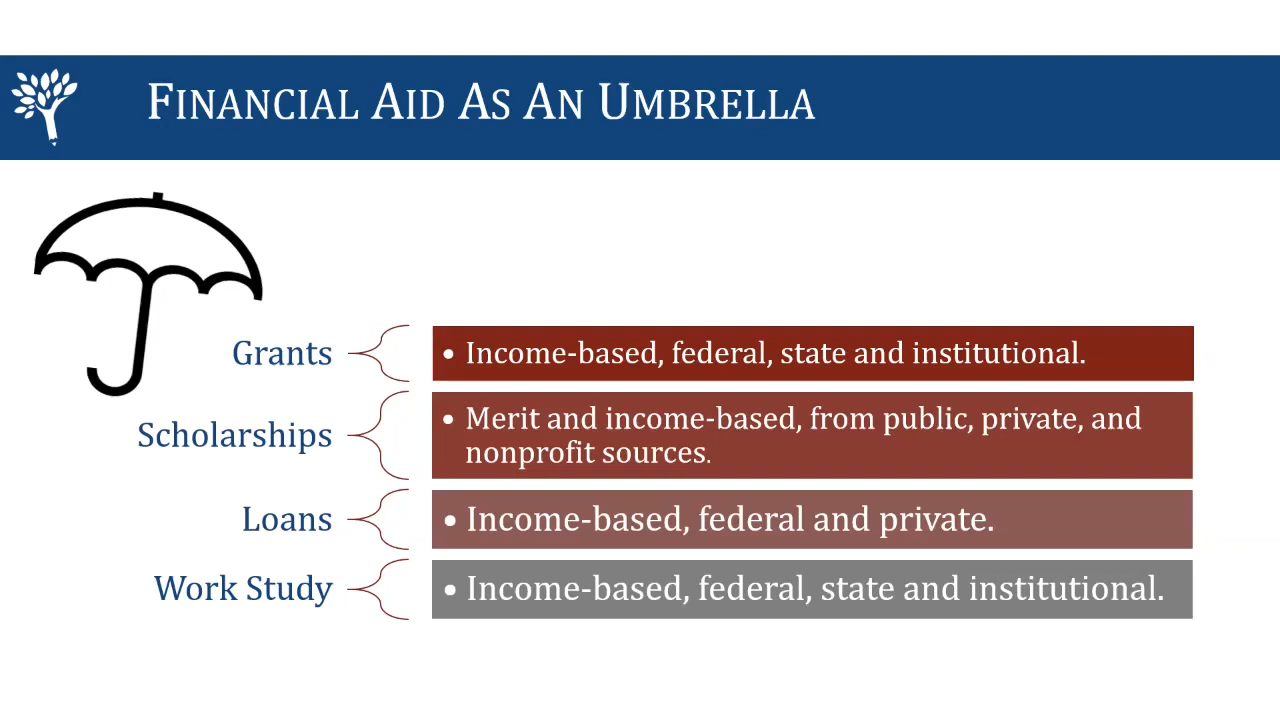 FINANCIAL AID AS AN UMBRELLA
Grants
• Income-based, federal, state and institutional.
Scholarships
• Merit and income-based, from public, private, and
nonprofit sources.
Loans
• Income-based, federal and private.
Work Study
• Income-based, federal, state and institutional.